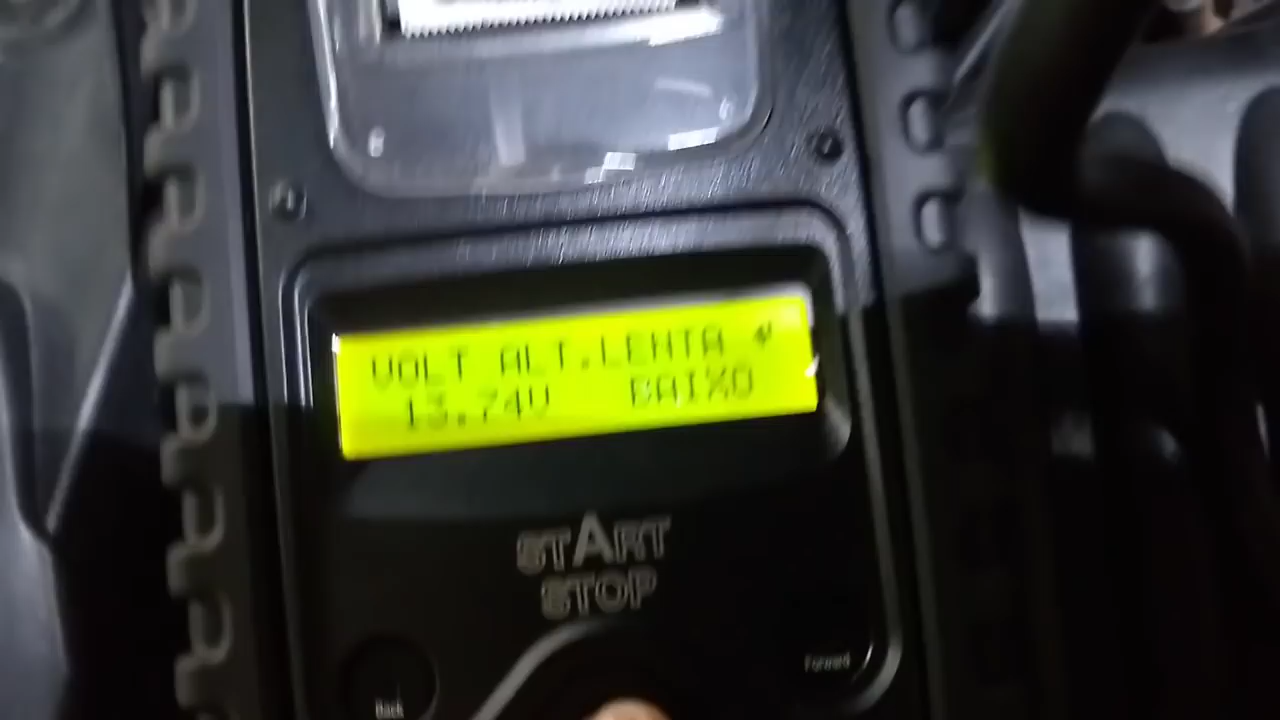 VOLT ALT.LENTA
13.74V BAIXO
START
STOP
Back
Forward